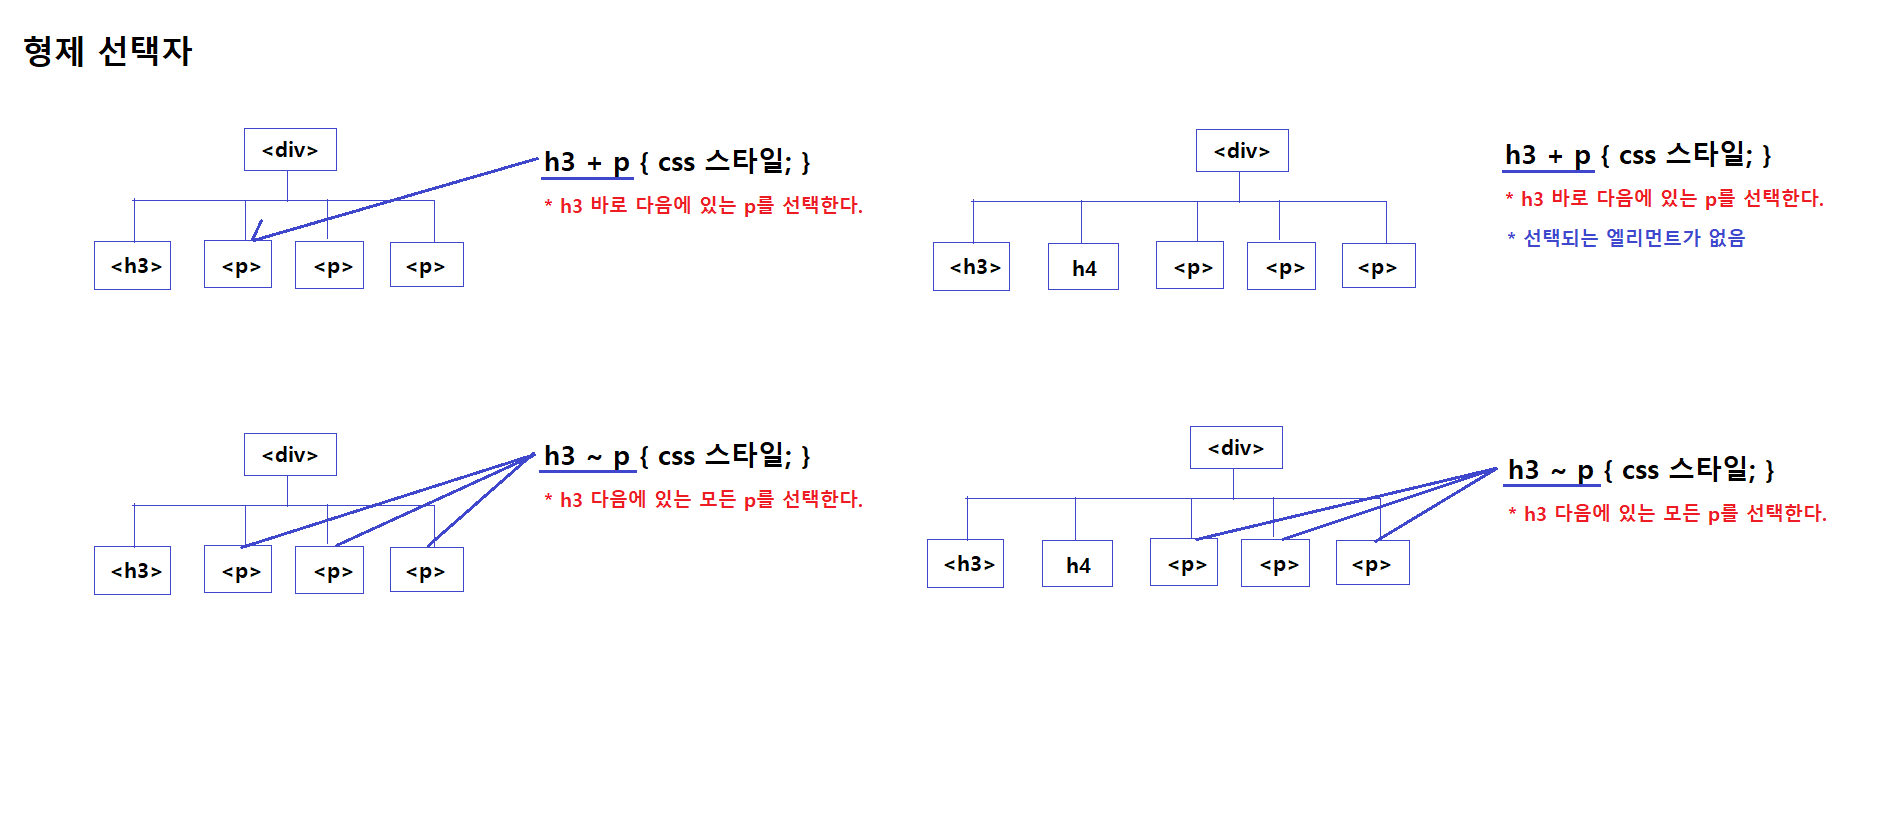 형제 선택자
<div>
h3 + p { css 스타일; }
* h3 바로 다음에 있는 p를 선택한다.
<h3> <p> <p> <p>
<div>
h3 + p { css 스타일; }
* h3 바로 다음에 있는 p를 선택한다.
* 선택되는 엘리먼트가 없음
<h3> h4 <p> <p> <p>
<div>
h3 ~ p { css 스타일; }
* h3 다음에 있는 모든 p를 선택한다.
<h3> <p> <p> <p>
<div>
h3 ~ p { css 스타일; }
* h3 다음에 있는 모든 p를 선택한다.
<h3> h4 <p> <p> <p>